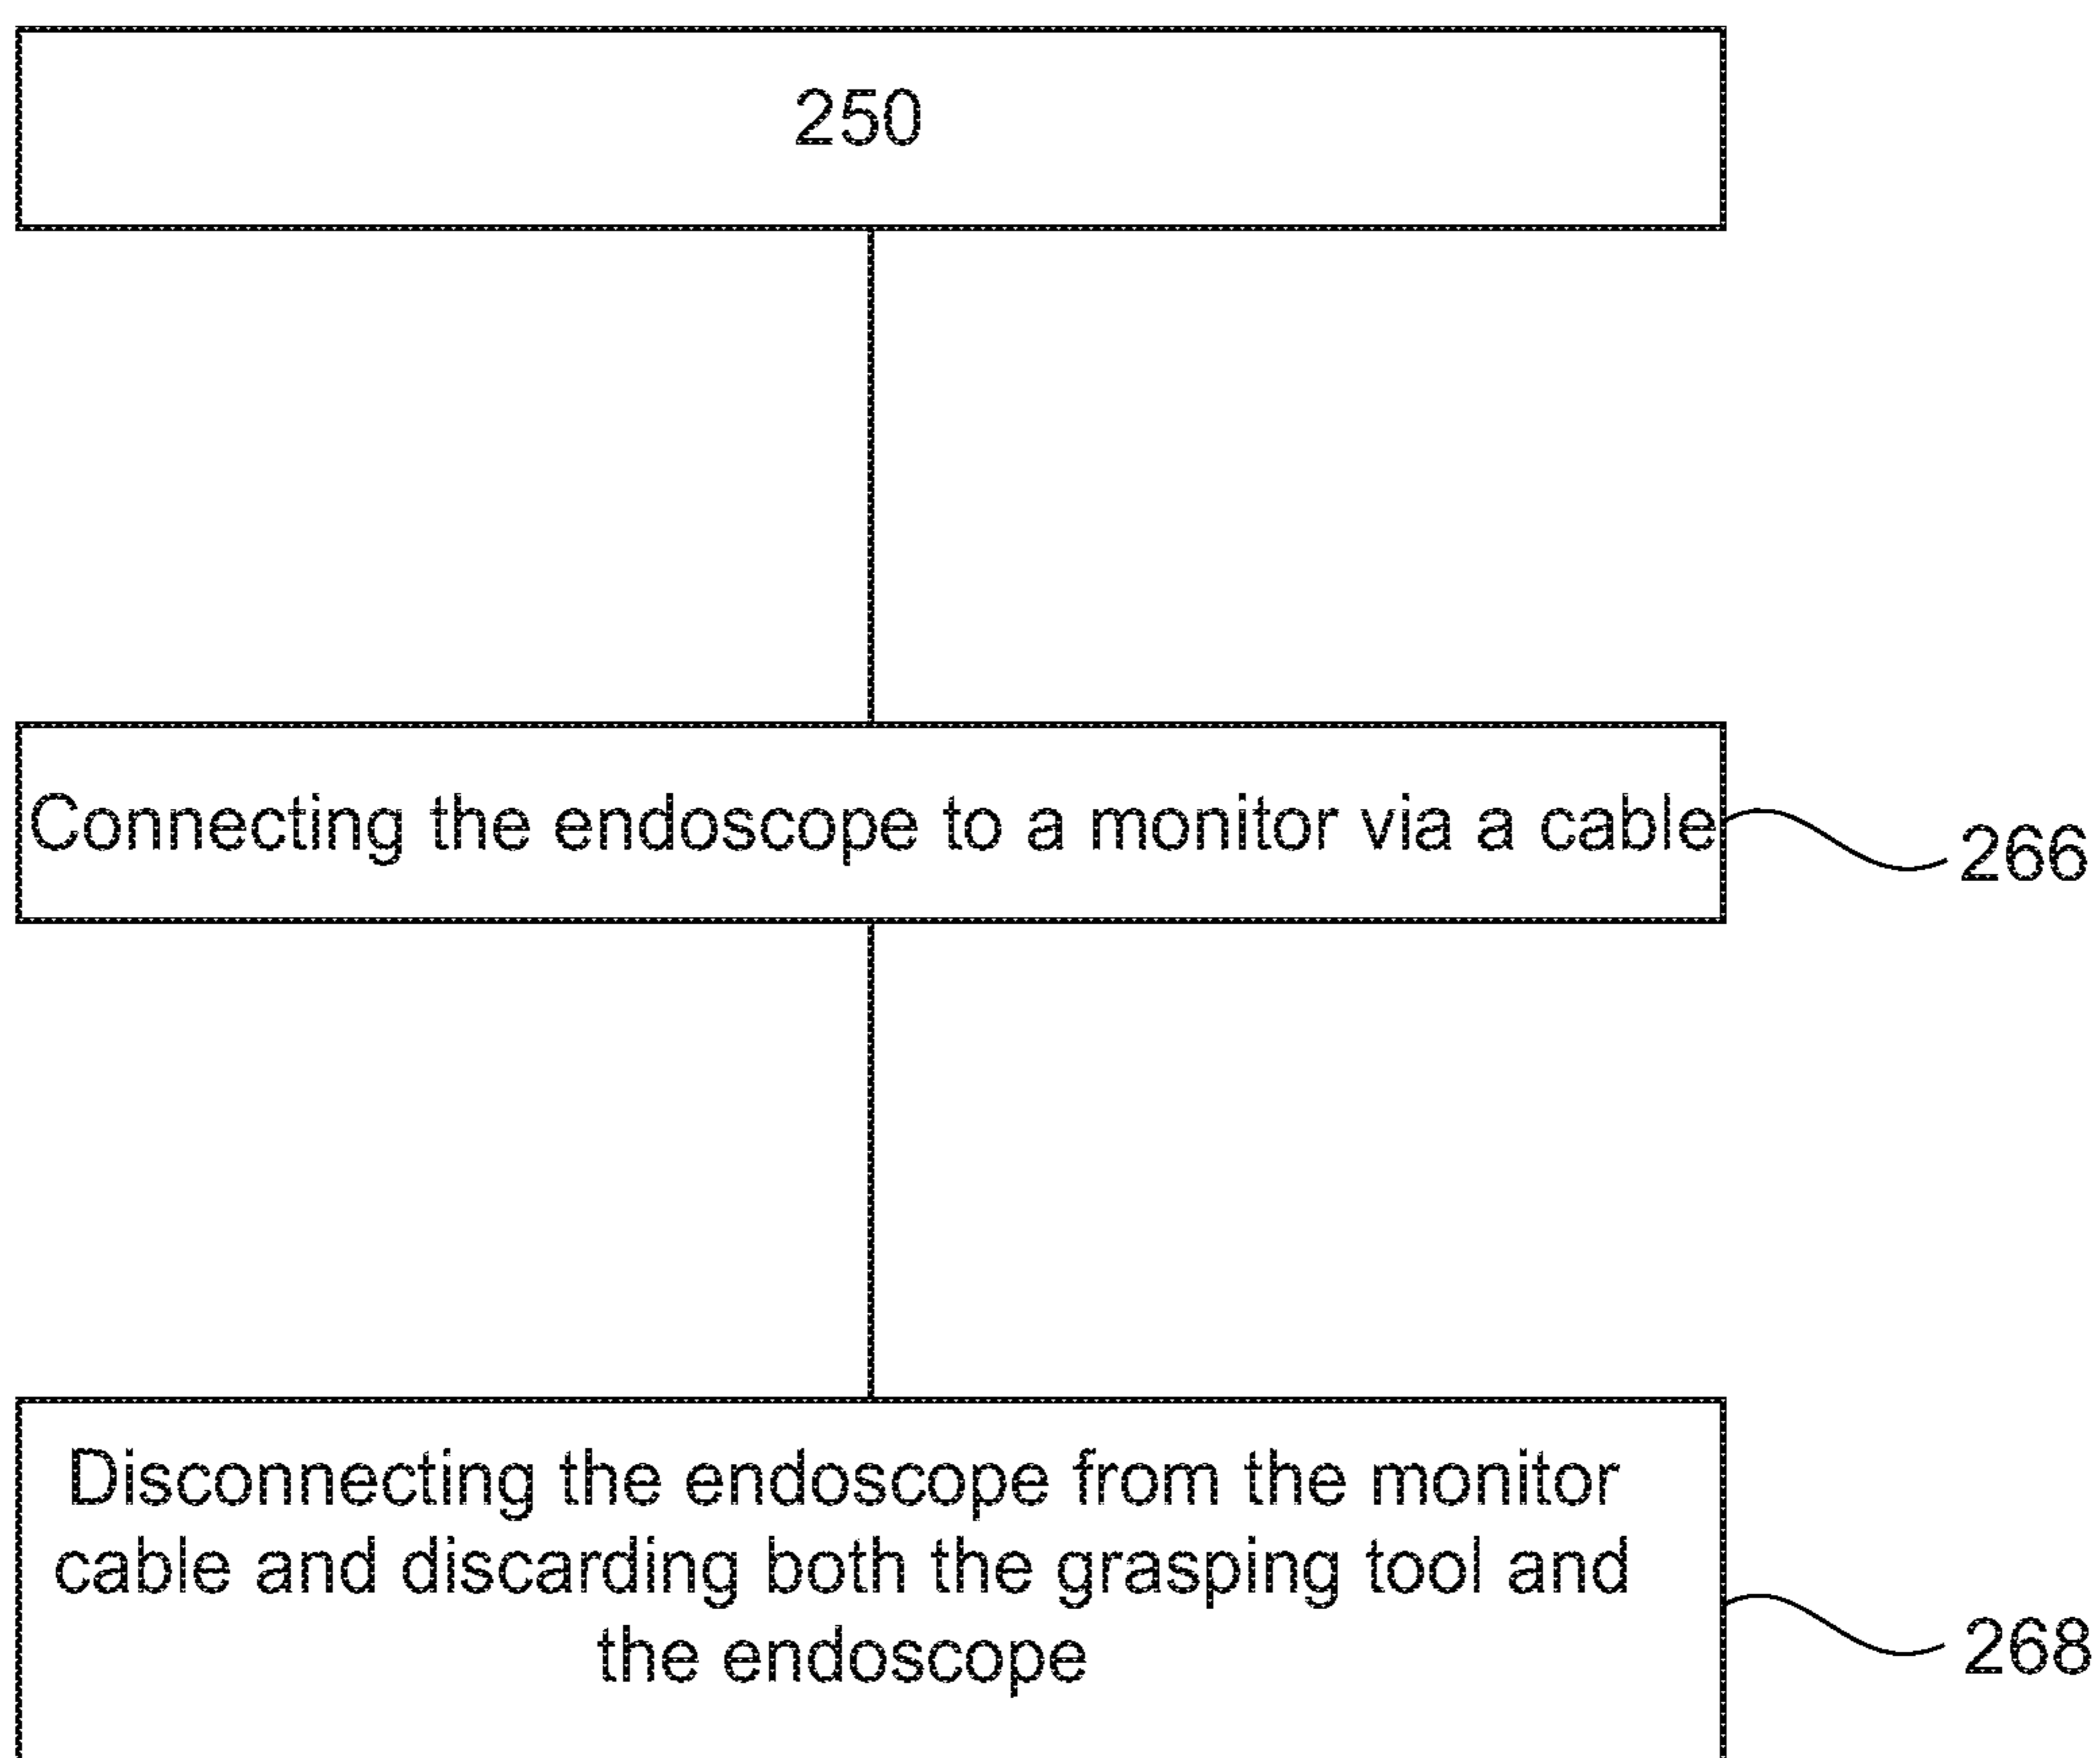 250
Connecting the endoscope to a monitor via a cable
266
Disconnecting the endoscope from the monitor
cable and discarding both the grasping tool and
the endoscope
268